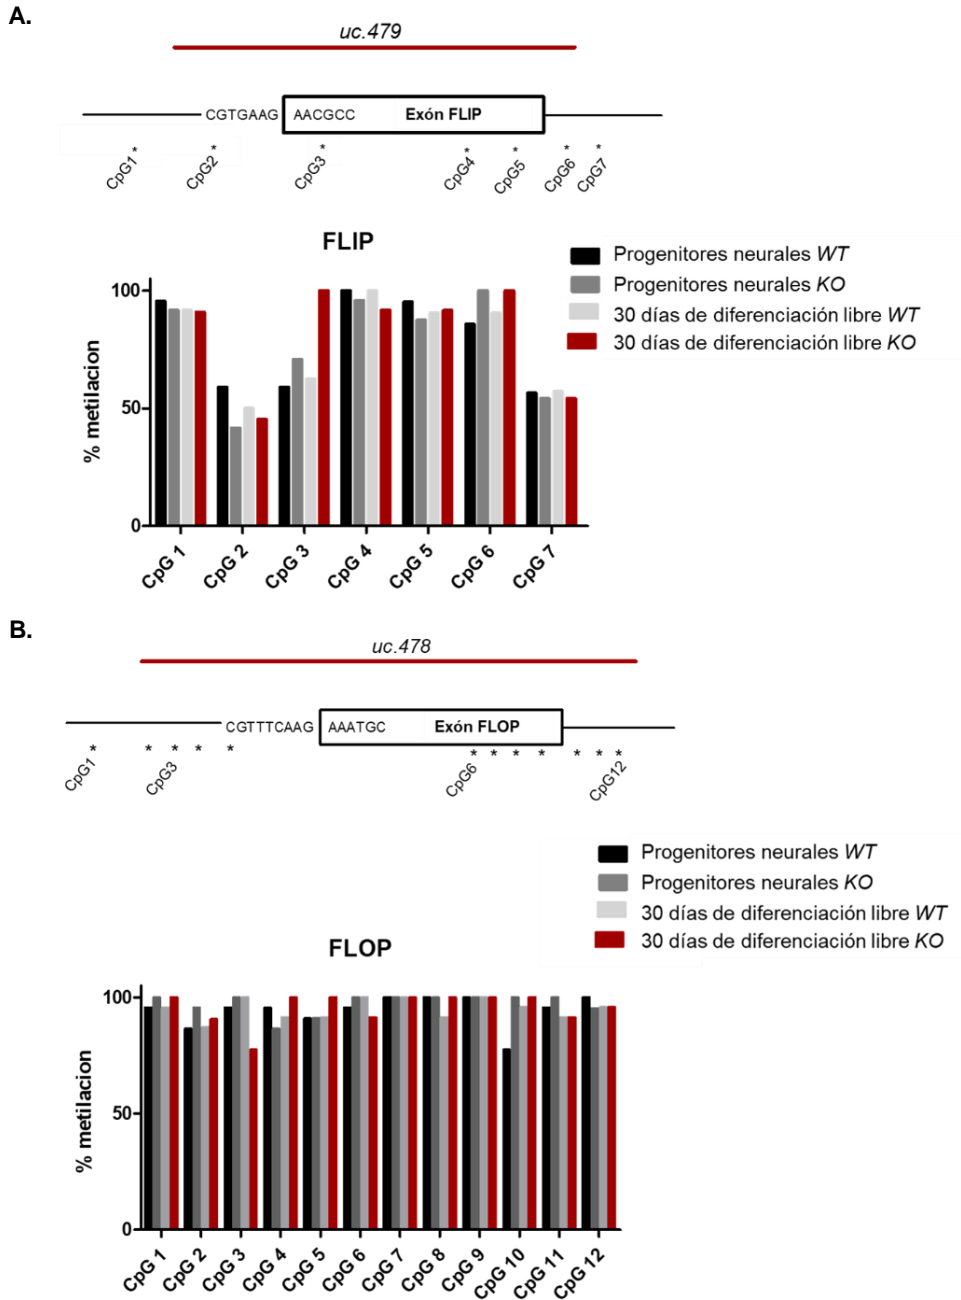 A.
uc.479
CGTGAAG AACGCC Exón FLIP
CpG1* CpG2* CpG3* CpG4* CpG5* CpG6* CpG7*
FLIP
Progenitores neurales WT
Progenitores neurales KO
30 días de diferenciación libre WT
30 días de diferenciación libre KO
% metilacion
100
50
0
CpG 1 CpG 2 CpG 3 CpG 4 CpG 5 CpG 6 CpG 7
B.
uc.478
CGTTTCAAG AAATGC Exón FLOP
* * * * * * * * * * * *
CpG1 CpG3 CpG6 CpG12
Progenitores neurales WT
Progenitores neurales KO
30 días de diferenciación libre WT
30 días de diferenciación libre KO
FLOP
% metilacion
100
50
0
CpG 1 CpG 2 CpG 3 CpG 4 CpG 5 CpG 6 CpG 7 CpG 8 CpG 9 CpG 10 CpG 11 CpG 12